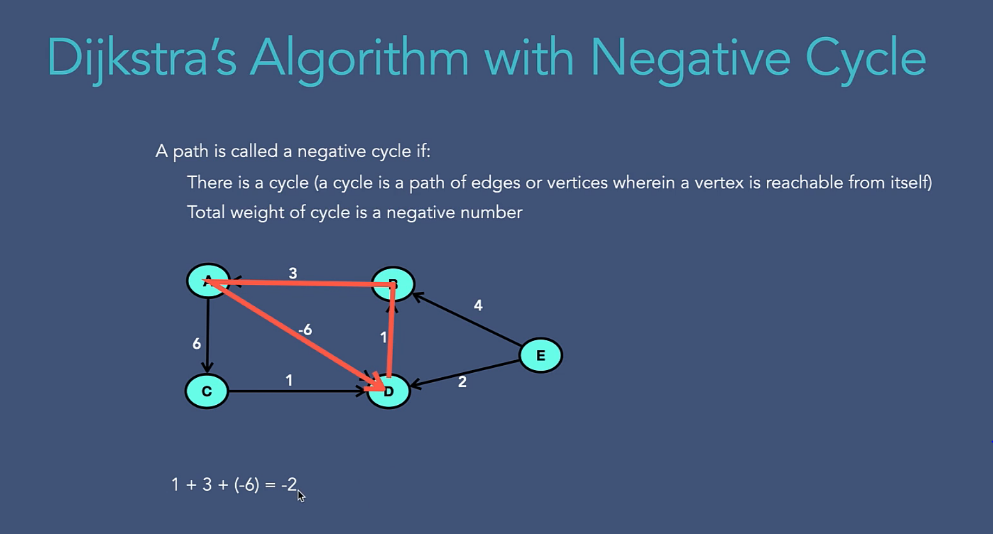 Dijkstra's Algorithm with Negative Cycle
A path is called a negative cycle if:
There is a cycle (a cycle is a path of edges or vertices wherein a vertex is reachable from itself)
Total weight of cycle is a negative number
A
3
B
4
-6
6
1
E
2
C
1
D
1 + 3 + (-6) = -2